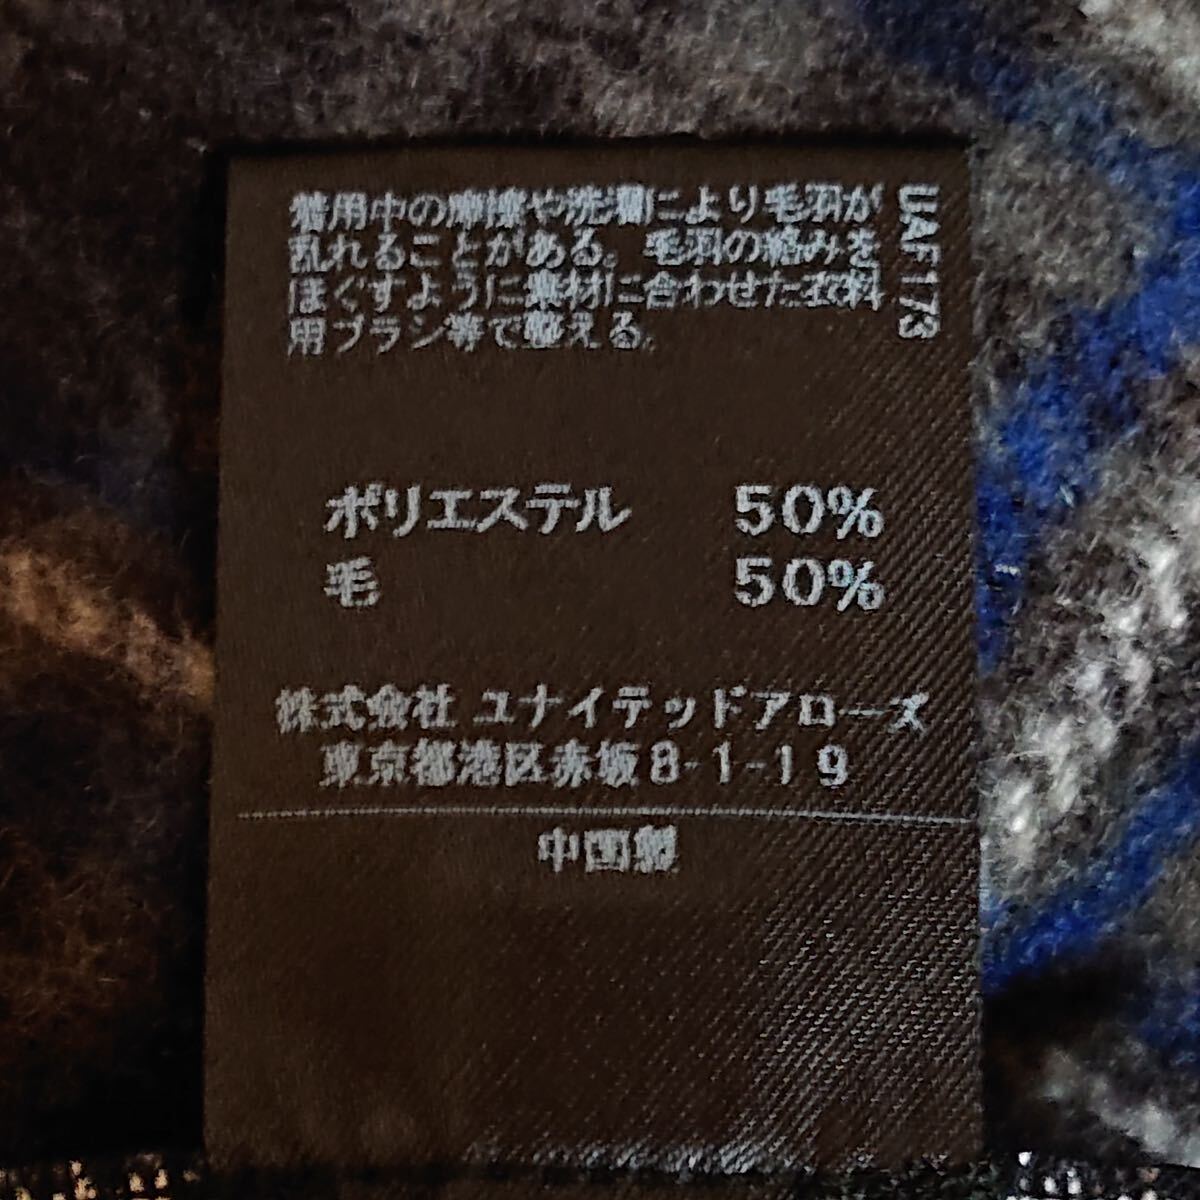 着用中の摩擦や洗濯により毛羽が
乱れることがある。毛羽の絡みを
ほぐすように素材に合わせた衣料
用ブラシ等で整える。
UAF173
ポリエステル 50%
毛 50%
株式会社 ユナイテッドアローズ
東京都港区赤坂8-1-19
中国製